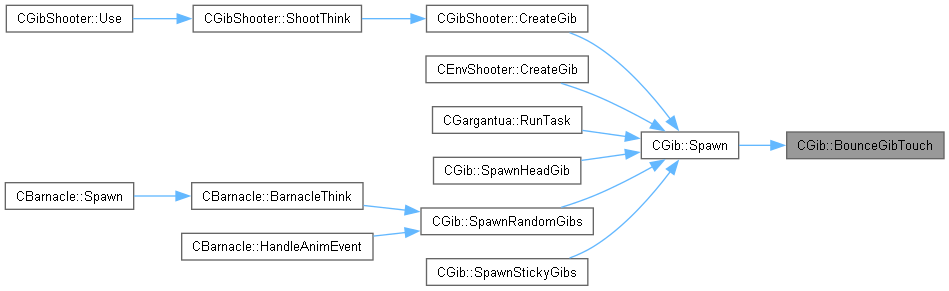 CGibShooter::Use
CGibShooter::ShootThink
CGibShooter::CreateGib
CEnvShooter::CreateGib
CGargantua::RunTask
CGib::Spawn
CGib::BounceGibTouch
CGib::SpawnHeadGib
CBarnacle::Spawn
CBarnacle::BarnacleThink
CGib::SpawnRandomGibs
CBarnacle::HandleAnimEvent
CGib::SpawnStickyGibs